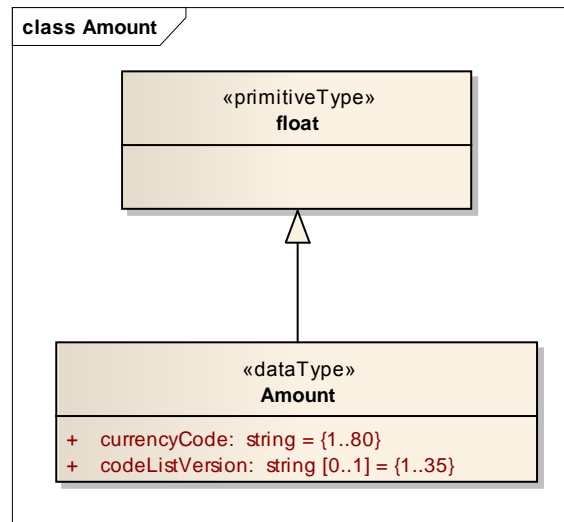 class Amount
«primitiveType»
float
«dataType»
Amount
+ currencyCode: string = {1..80}
+ codeListVersion: string [0..1] = {1..35}